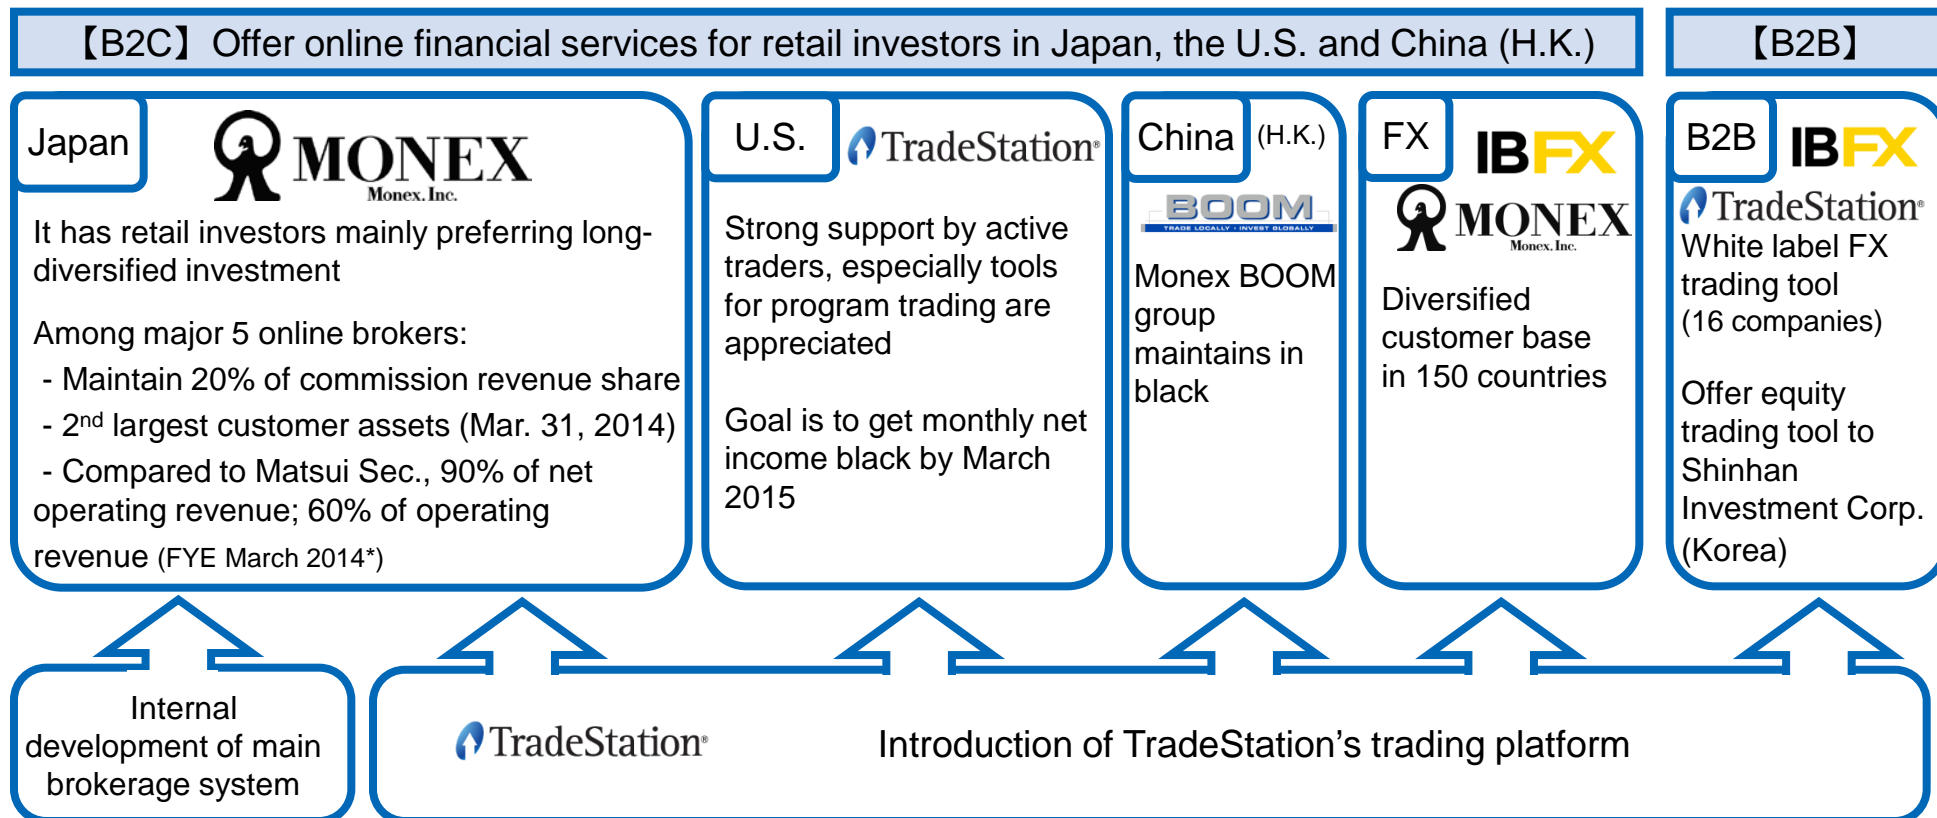 【B2C】Offer online financial services for retail investors in Japan, the U.S. and China (H.K.)
【B2B】
Japan
MONEX
Monex. Inc.
It has retail investors mainly preferring long-
diversified investment
Among major 5 online brokers:
- Maintain 20% of commission revenue share
- 2nd largest customer assets (Mar. 31, 2014)
- Compared to Matsui Sec., 90% of net
operating revenue; 60% of operating
revenue (FYE March 2014*)
U.S.
TradeStation®
Strong support by active
traders, especially tools
for program trading are
appreciated
Goal is to get monthly net
income black by March
2015
China (H.K.)
BOOM
TRADE LOCALLY · INVEST GLOBALLY
Monex BOOM
group
maintains in
black
FX
IBFX
MONEX
Monex. Inc.
Diversified
customer base
in 150 countries
B2B
IBFX
TradeStation®
White label FX
trading tool
(16 companies)
Offer equity
trading tool to
Shinhan
Investment Corp.
(Korea)
Internal
development of main
brokerage system
TradeStation®
Introduction of TradeStation’s trading platform